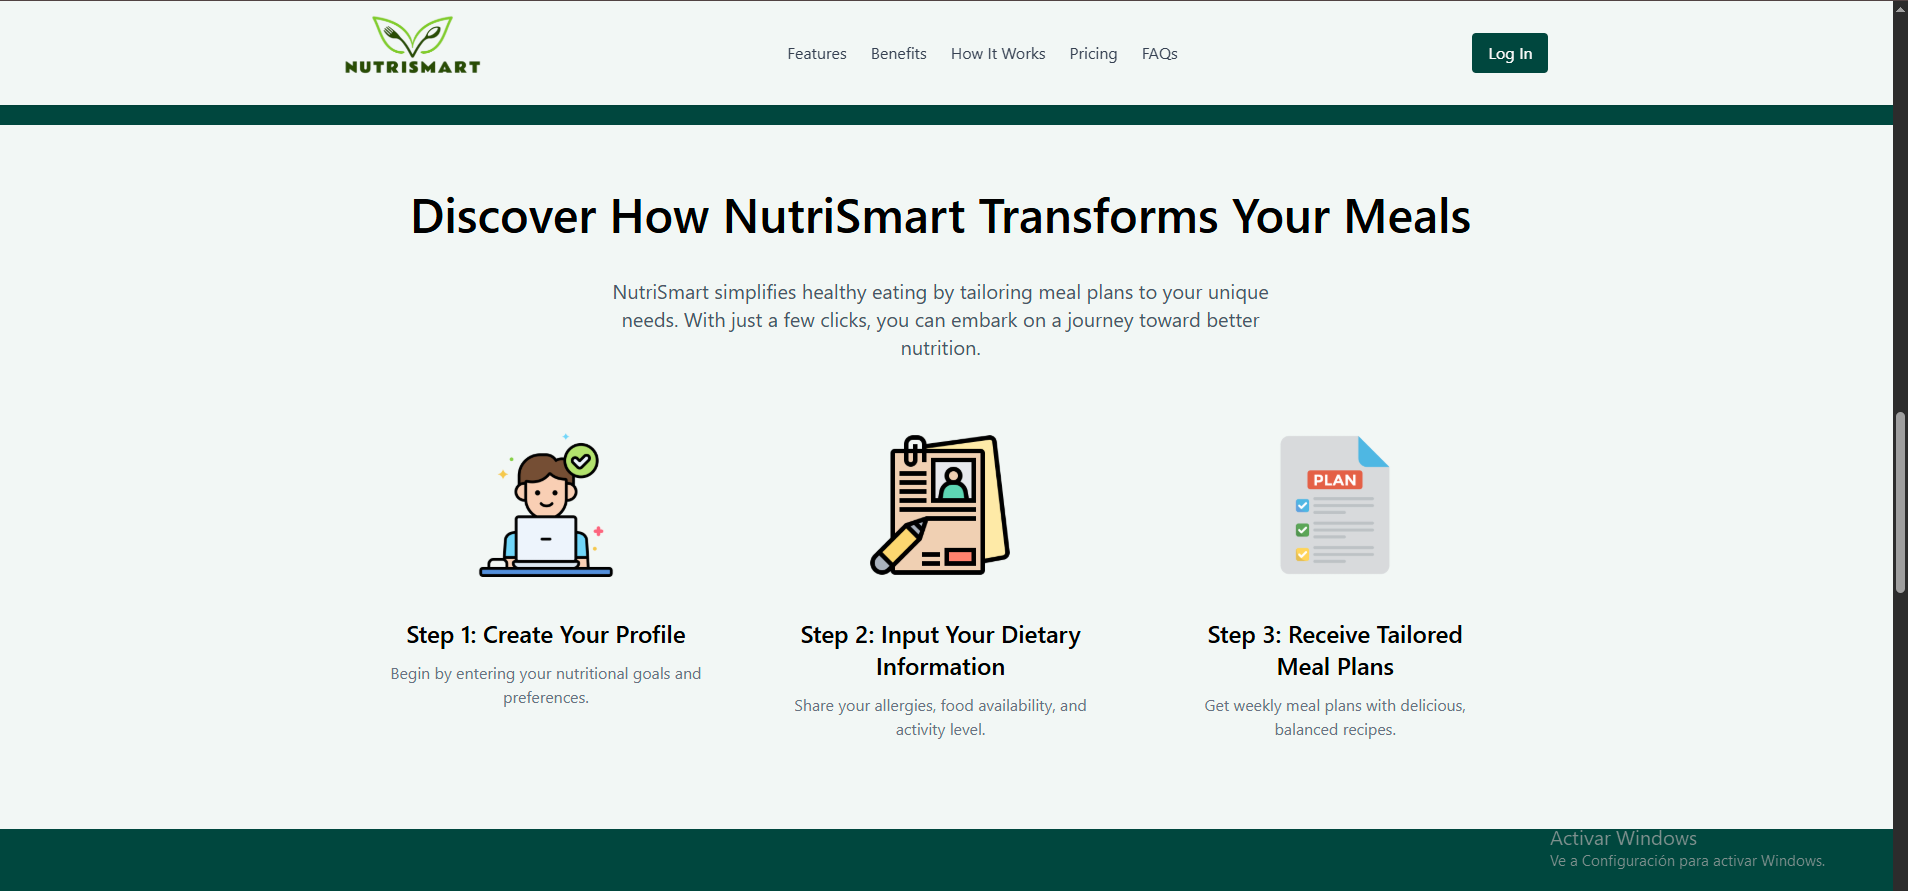 NUTRISMART
Features
Benefits
How It Works
Pricing
FAQs
Log In
Discover How NutriSmart Transforms Your Meals
NutriSmart simplifies healthy eating by tailoring meal plans to your unique
needs. With just a few clicks, you can embark on a journey toward better
nutrition.
PLAN
Step 1: Create Your Profile
Begin by entering your nutritional goals and
preferences.
Step 2: Input Your Dietary
Information
Share your allergies, food availability, and
activity level.
Step 3: Receive Tailored
Meal Plans
Get weekly meal plans with delicious,
balanced recipes.
Activar Windows
Ve a Configuración para activar Windows.